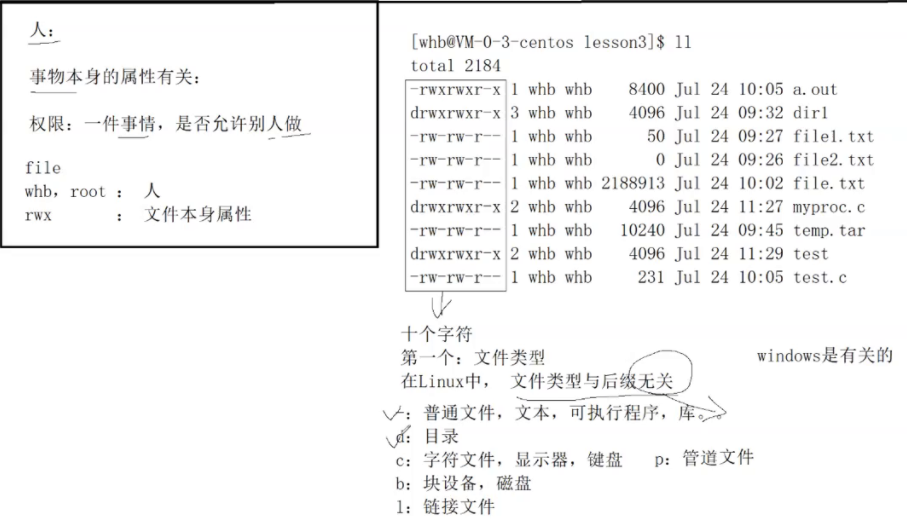 人：
事物本身的属性有关：
权限：一件事情，是否允许别人做
file
whb，root ： 人
rwx ： 文件本身属性
[whb@VM-0-3-centos lesson3]$ ll
total 2184
-rwxrwxr-x 1 whb whb 8400 Jul 24 10:05 a.out
drwxrwxr-x 3 whb whb 4096 Jul 24 09:32 dir1
-rw-rw-r-- 1 whb whb 50 Jul 24 09:27 file1.txt
-rw-rw-r-- 1 whb whb 0 Jul 24 09:26 file2.txt
-rw-rw-r-- 1 whb whb 2188913 Jul 24 10:02 file.txt
drwxrwxr-x 2 whb whb 4096 Jul 24 11:27 myproc.c
-rw-rw-r-- 1 whb whb 10240 Jul 24 09:45 temp.tar
drwxrwxr-x 2 whb whb 4096 Jul 24 11:29 test
-rw-rw-r-- 1 whb whb 231 Jul 24 10:05 test.c
十个字符
第一个：文件类型
windows是有关的
在Linux中， 文件类型与后缀无关
-：普通文件，文本，可执行程序，库。。
d：目录
c：字符文件，显示器，键盘 p：管道文件
b：块设备，磁盘
l：链接文件